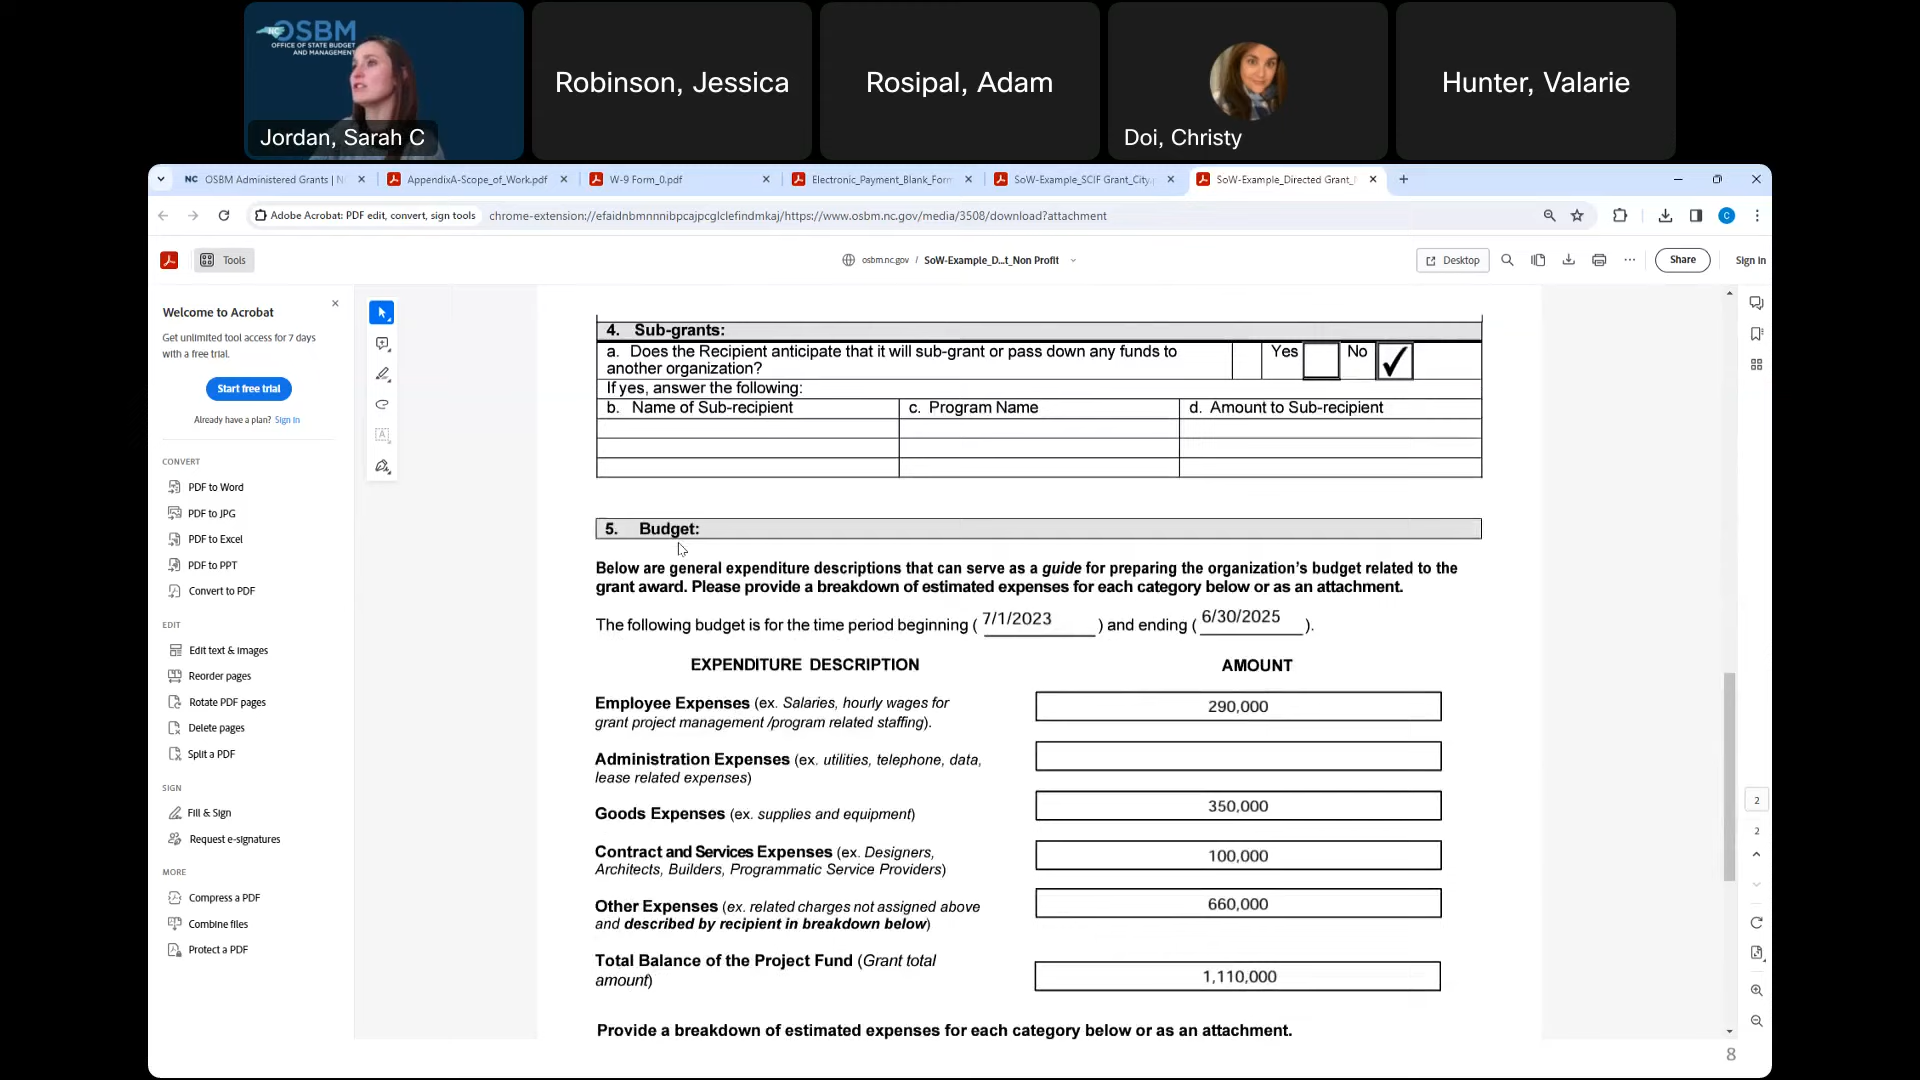 NC OSBM
OFFICE OF STATE BUDGET
AND MANAGEMENT
Jordan, Sarah C
Robinson, Jessica
Rosipal, Adam
Doi, Christy
Hunter, Valarie
NC OSBM Administered Grants | N
AppendixA-Scope_of_Work.pdf
W-9 Form_0.pdf
Electronic_Payment_Blank_Form
SoW-Example_SCIF Grant_City.
SoW-Example_Directed Grant_
Adobe Acrobat: PDF edit, convert, sign tools
chrome-extension://efaidnbmnnnibpcajpcglclefindmkaj/https://www.osbm.nc.gov/media/3508/download?attachment
C
Tools
osbm.nc.gov / SoW-Example_D...t_Non Profit
Desktop
Share
Sign in
Welcome to Acrobat
Get unlimited tool access for 7 days
with a free trial.
Start free trial
Already have a plan? Sign in
CONVERT
PDF to Word
PDF to JPG
PDF to Excel
PDF to PPT
Convert to PDF
EDIT
Edit text & images
Reorder pages
Rotate PDF pages
Delete pages
Split a PDF
SIGN
Fill & Sign
Request e-signatures
MORE
Compress a PDF
Combine files
Protect a PDF
4. Sub-grants:
a. Does the Recipient anticipate that it will sub-grant or pass down any funds to
another organization?
Yes No ✓
If yes, answer the following:
b. Name of Sub-recipient c. Program Name d. Amount to Sub-recipient
5. Budget:
Below are general expenditure descriptions that can serve as a guide for preparing the organization's budget related to the
grant award. Please provide a breakdown of estimated expenses for each category below or as an attachment.
The following budget is for the time period beginning ( 7/1/2023 ) and ending ( 6/30/2025 ).
EXPENDITURE DESCRIPTION AMOUNT
Employee Expenses (ex. Salaries, hourly wages for
grant project management /program related staffing).
290,000
Administration Expenses (ex. utilities, telephone, data,
lease related expenses)
Goods Expenses (ex. supplies and equipment)
350,000
Contract and Services Expenses (ex. Designers,
Architects, Builders, Programmatic Service Providers)
100,000
Other Expenses (ex. related charges not assigned above
and described by recipient in breakdown below)
660,000
Total Balance of the Project Fund (Grant total
amount)
1,110,000
Provide a breakdown of estimated expenses for each category below or as an attachment.
2
2
8